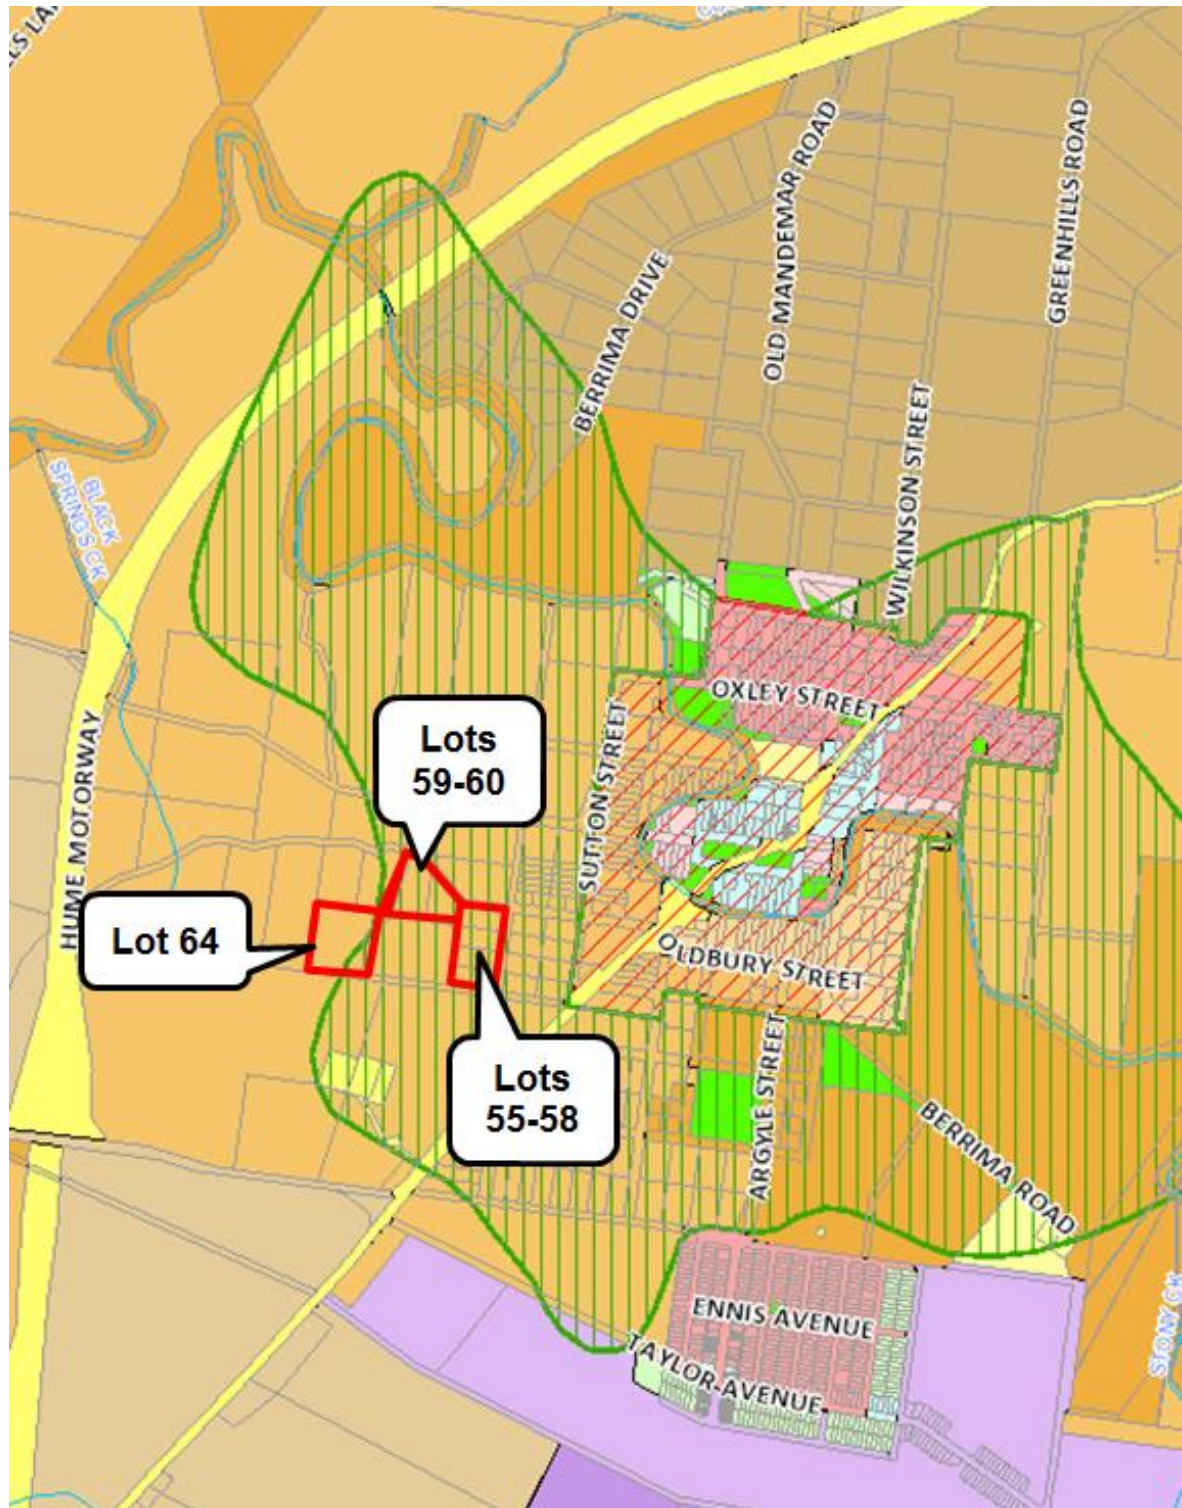 OLD MANDEMAR ROAD
GREENHILLS ROAD
BERRIMA DRIVE
WILKINSON STREET
BLACK
SPRINGS CK
OXLEY STREET
SUTTON STREET
HUME MOTORWAY
Lots
59-60
Lot 64
OLDBURY STREET
Lots
55-58
ARGYLE STREET
BERRIMA ROAD
ENNIS AVENUE
TAYLOR AVENUE
STONY CK